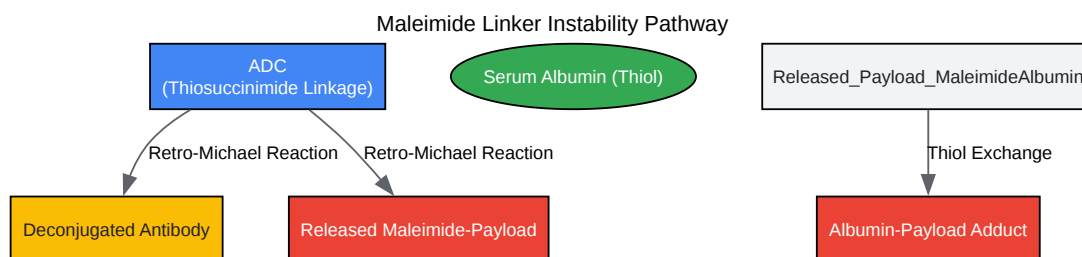 Maleimide Linker Instability Pathway
ADC
(Thiosuccinimide Linkage)
Serum Albumin (Thiol)
Released_Payload_MaleimideAlbumin
Retro-Michael Reaction
Retro-Michael Reaction
Thiol Exchange
Deconjugated Antibody
Released Maleimide-Payload
Albumin-Payload Adduct